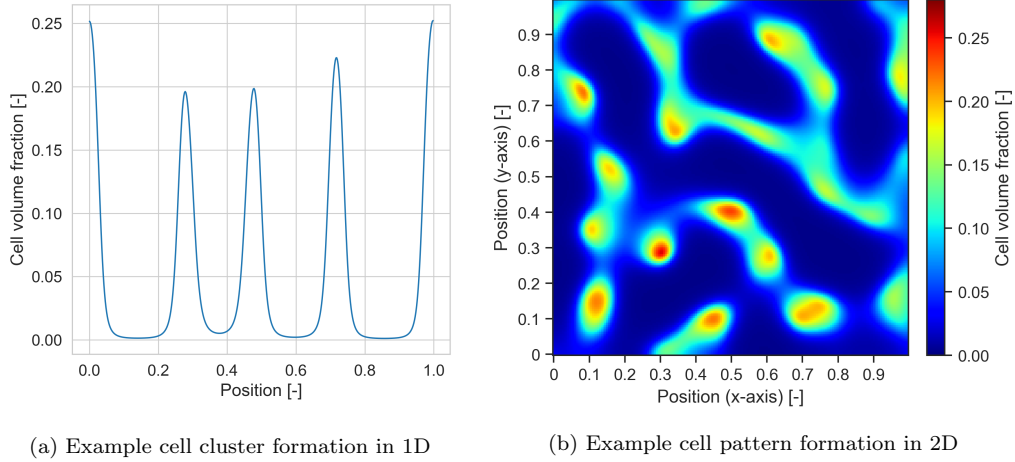 0.25
0.20
0.15
0.10
0.05
0.00
Cell volume fraction [-]
0.0 0.2 0.4 0.6 0.8 1.0
Position [-]
(a) Example cell cluster formation in 1D
0.9
0.8
0.7
0.6
0.5
0.4
0.3
0.2
0.1
0
Position (y-axis) [-]
0 0.1 0.2 0.3 0.4 0.5 0.6 0.7 0.8 0.9
Position (x-axis) [-]
0.25
0.20
0.15
0.10
0.05
0.00
Cell volume fraction [-]
(b) Example cell pattern formation in 2D